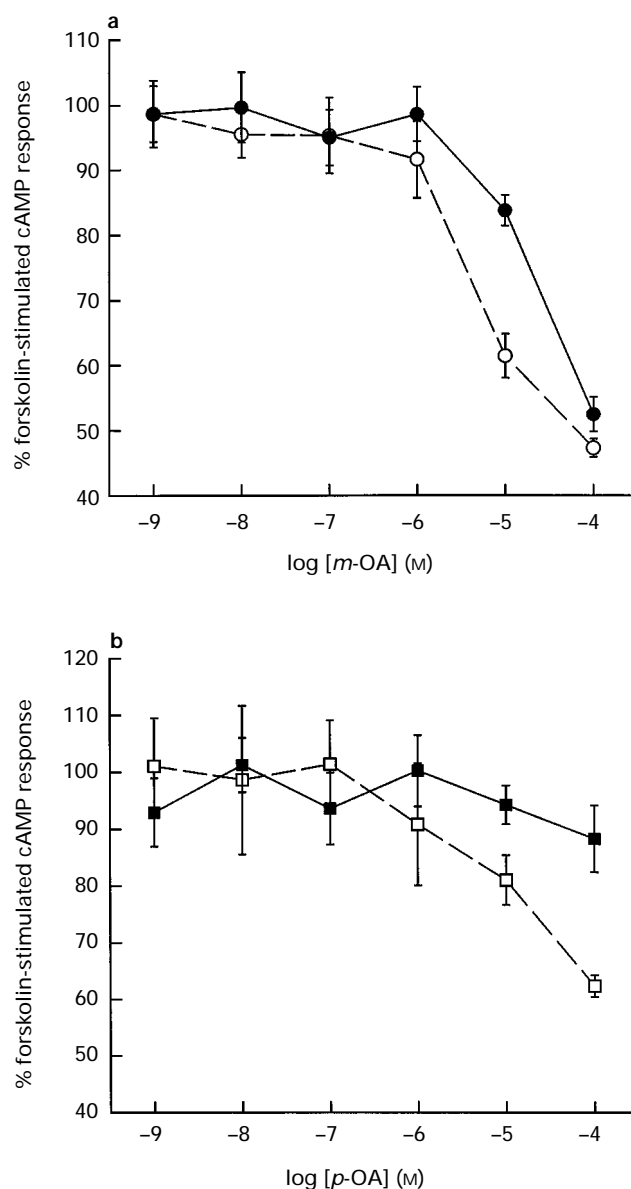 a
110
100
90
80
70
60
50
40
% forskolin-stimulated cAMP response
–9 –8 –7 –6 –5 –4
log [m-OA] (M)
b
120
110
100
90
80
70
60
50
40
% forskolin-stimulated cAMP response
–9 –8 –7 –6 –5 –4
log [p-OA] (M)